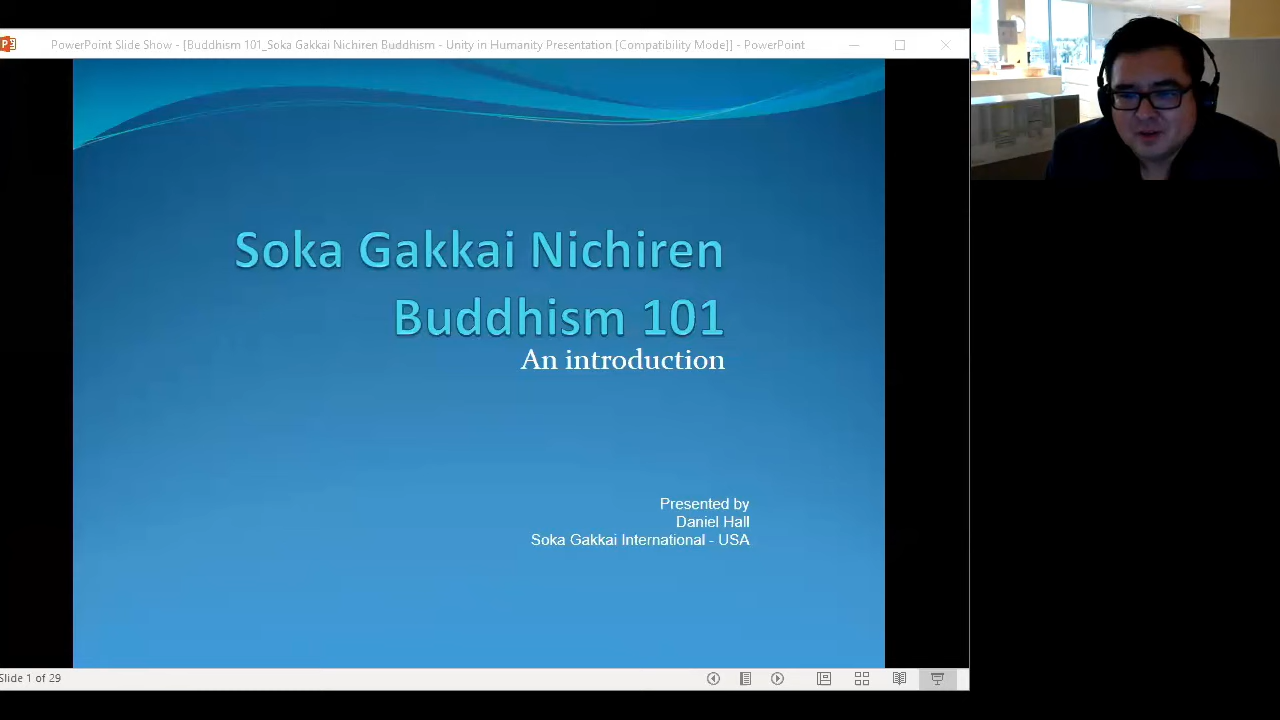 PowerPoint Slide Show - [Buddhism 101_Soka Gakkai Nichiren Buddhism - Unity in Humanity Presentation [Compatibility Mode]] - PowerPoint
Soka Gakkai Nichiren
Buddhism 101
An introduction
Presented by
Daniel Hall
Soka Gakkai International - USA
Slide 1 of 29